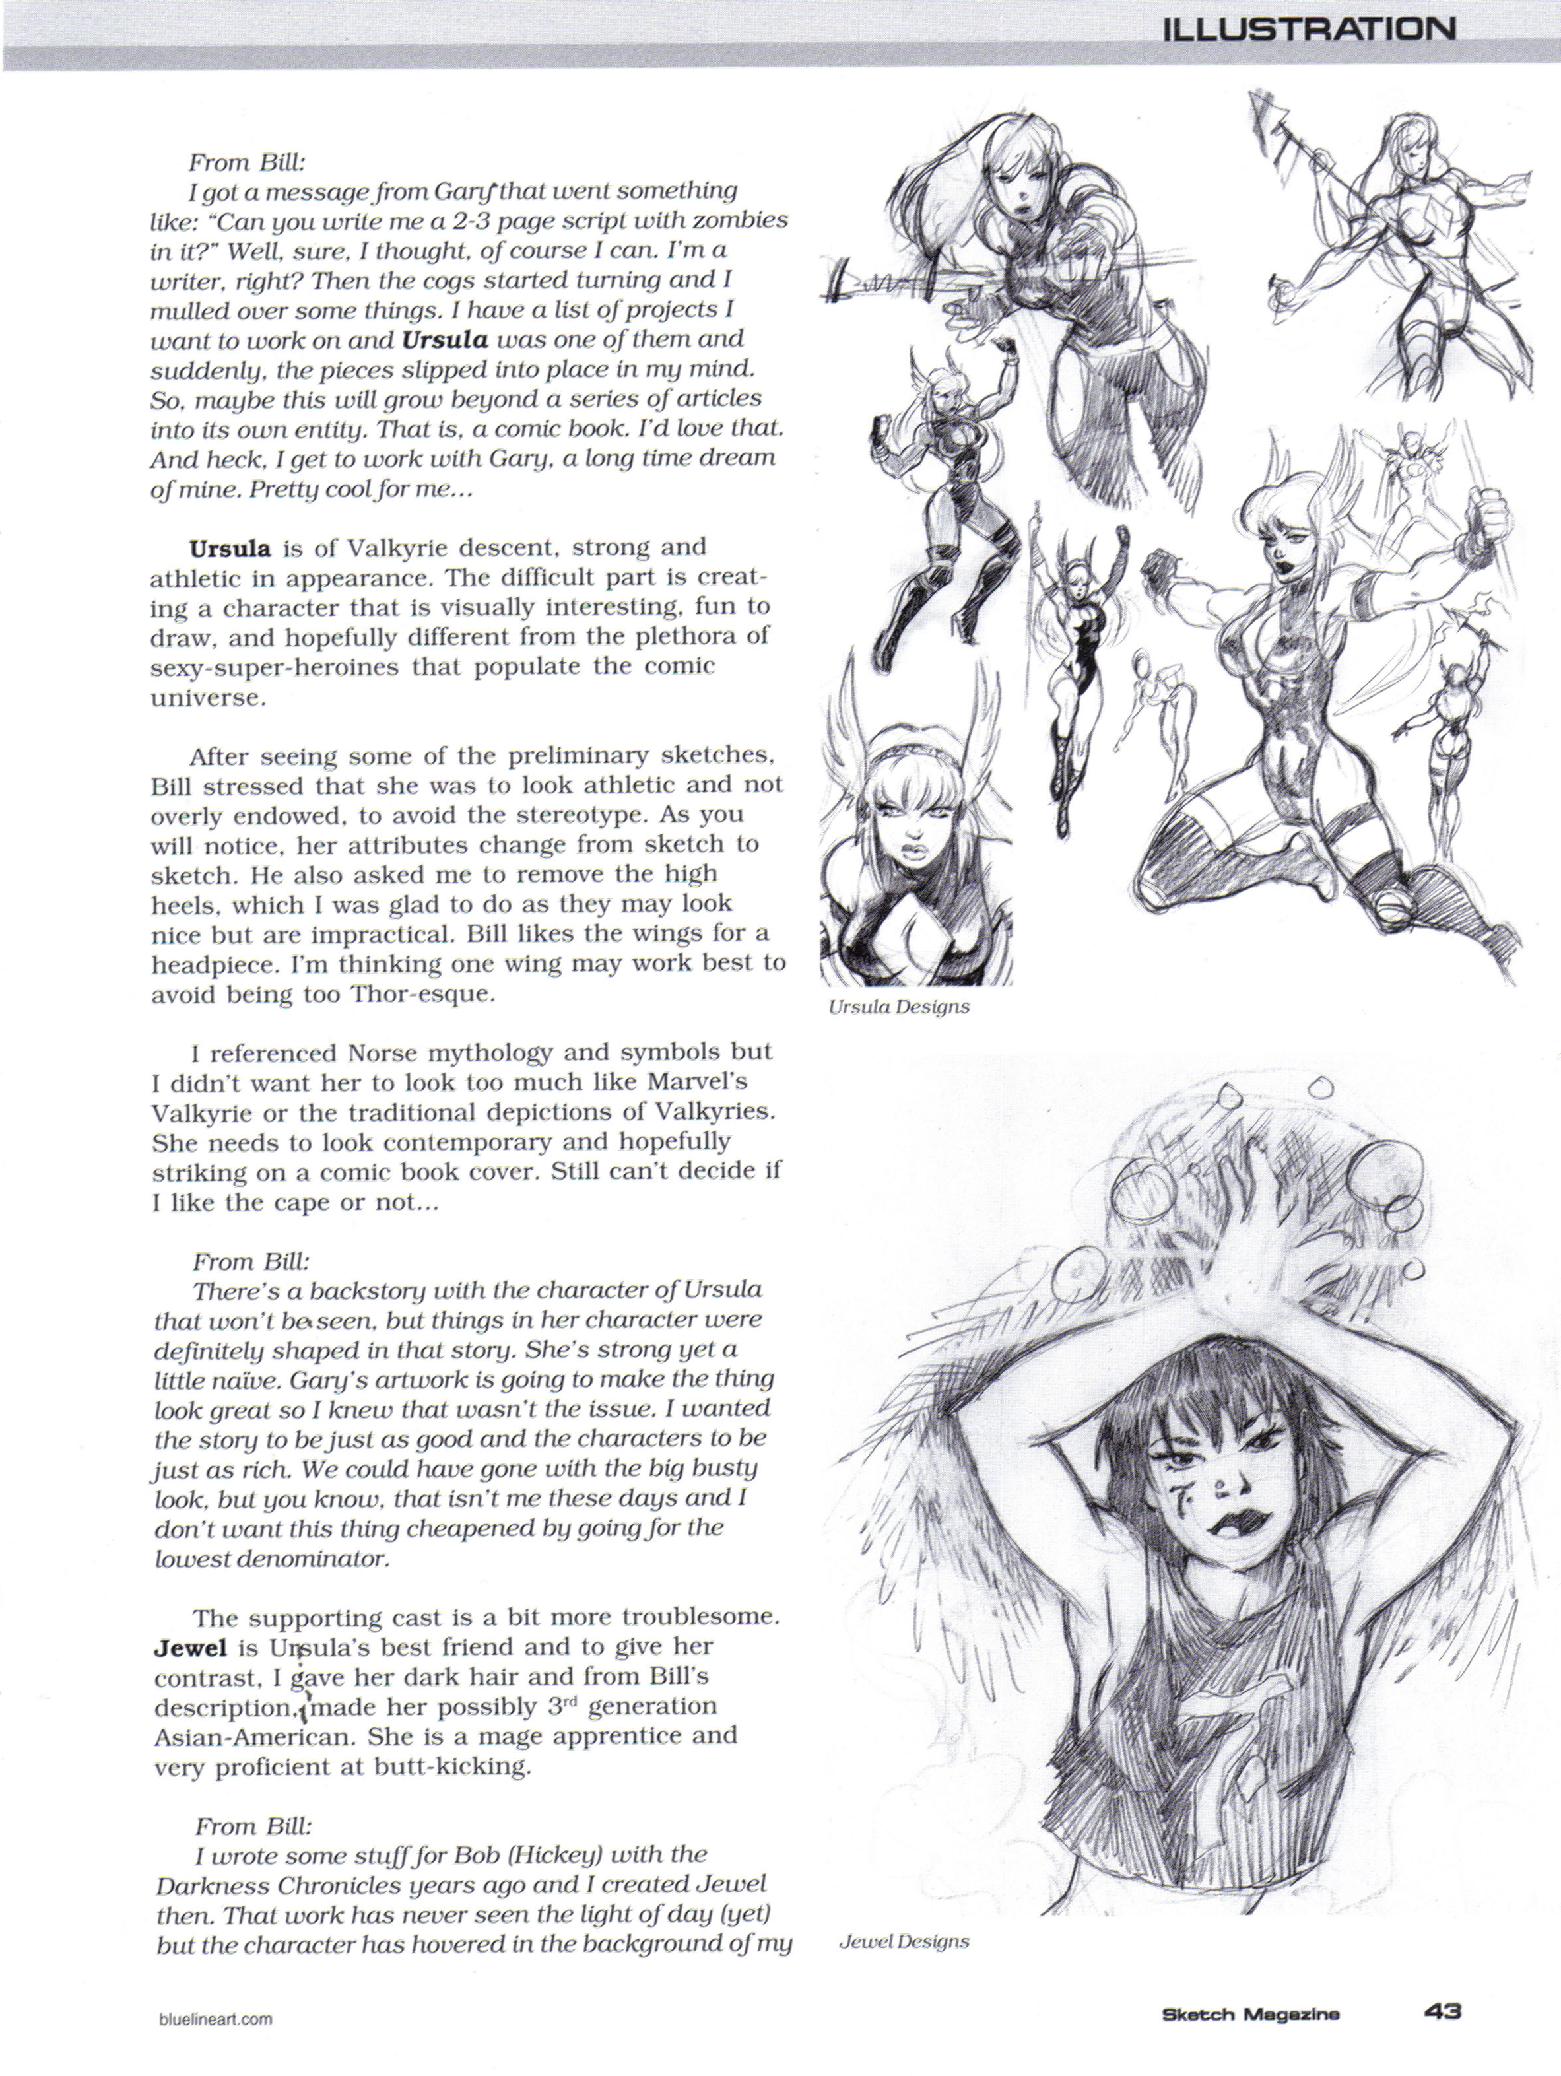 ILLUSTRATION
From Bill:
I got a message from Gary that went something
like: “Can you write me a 2-3 page script with zombies
in it?” Well, sure, I thought, of course I can. I'm a
writer, right? Then the cogs started turning and I
mulled over some things. I have a list of projects I
want to work on and Ursula was one of them and
suddenly, the pieces slipped into place in my mind.
So, maybe this will grow beyond a series of articles
into its own entity. That is, a comic book. I'd love that.
And heck, I get to work with Gary, a long time dream
of mine. Pretty cool for me...
Ursula is of Valkyrie descent, strong and
athletic in appearance. The difficult part is creat-
ing a character that is visually interesting, fun to
draw, and hopefully different from the plethora of
sexy-super-heroines that populate the comic
universe.
After seeing some of the preliminary sketches,
Bill stressed that she was to look athletic and not
overly endowed, to avoid the stereotype. As you
will notice, her attributes change from sketch to
sketch. He also asked me to remove the high
heels, which I was glad to do as they may look
nice but are impractical. Bill likes the wings for a
headpiece. I'm thinking one wing may work best to
avoid being too Thor-esque.
I referenced Norse mythology and symbols but
I didn't want her to look too much like Marvel's
Valkyrie or the traditional depictions of Valkyries.
She needs to look contemporary and hopefully
striking on a comic book cover. Still can't decide if
I like the cape or not...
From Bill:
There's a backstory with the character of Ursula
that won't be seen, but things in her character were
definitely shaped in that story. She's strong yet a
little naïve. Gary's artwork is going to make the thing
look great so I knew that wasn't the issue. I wanted
the story to be just as good and the characters to be
just as rich. We could have gone with the big busty
look, but you know, that isn't me these days and I
don't want this thing cheapened by going for the
lowest denominator.
The supporting cast is a bit more troublesome.
Jewel is Ursula's best friend and to give her
contrast, I gave her dark hair and from Bill's
description, made her possibly 3rd generation
Asian-American. She is a mage apprentice and
very proficient at butt-kicking.
From Bill:
I wrote some stuff for Bob (Hickey) with the
Darkness Chronicles years ago and I created Jewel
then. That work has never seen the light of day (yet)
but the character has hovered in the background of my
Ursula Designs
Jewel Designs
bluelineart.com
Sketch Magazine
43